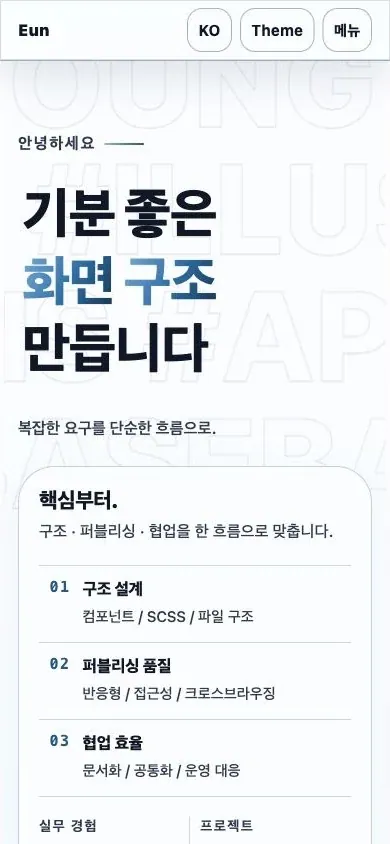 Eun
KO
Theme
메뉴
OUNG
안녕하세요
#ILLUS
기분 좋은
화면 구조
#AP
만듭니다
복잡한 요구를 단순한 흐름으로.
핵심부터.
구조 · 퍼블리싱 · 협업을 한 흐름으로 맞춥니다.
01 구조 설계
컴포넌트 / SCSS / 파일 구조
02 퍼블리싱 품질
반응형 / 접근성 / 크로스브라우징
03 협업 효율
문서화 / 공통화 / 운영 대응
실무 경험
프로젝트